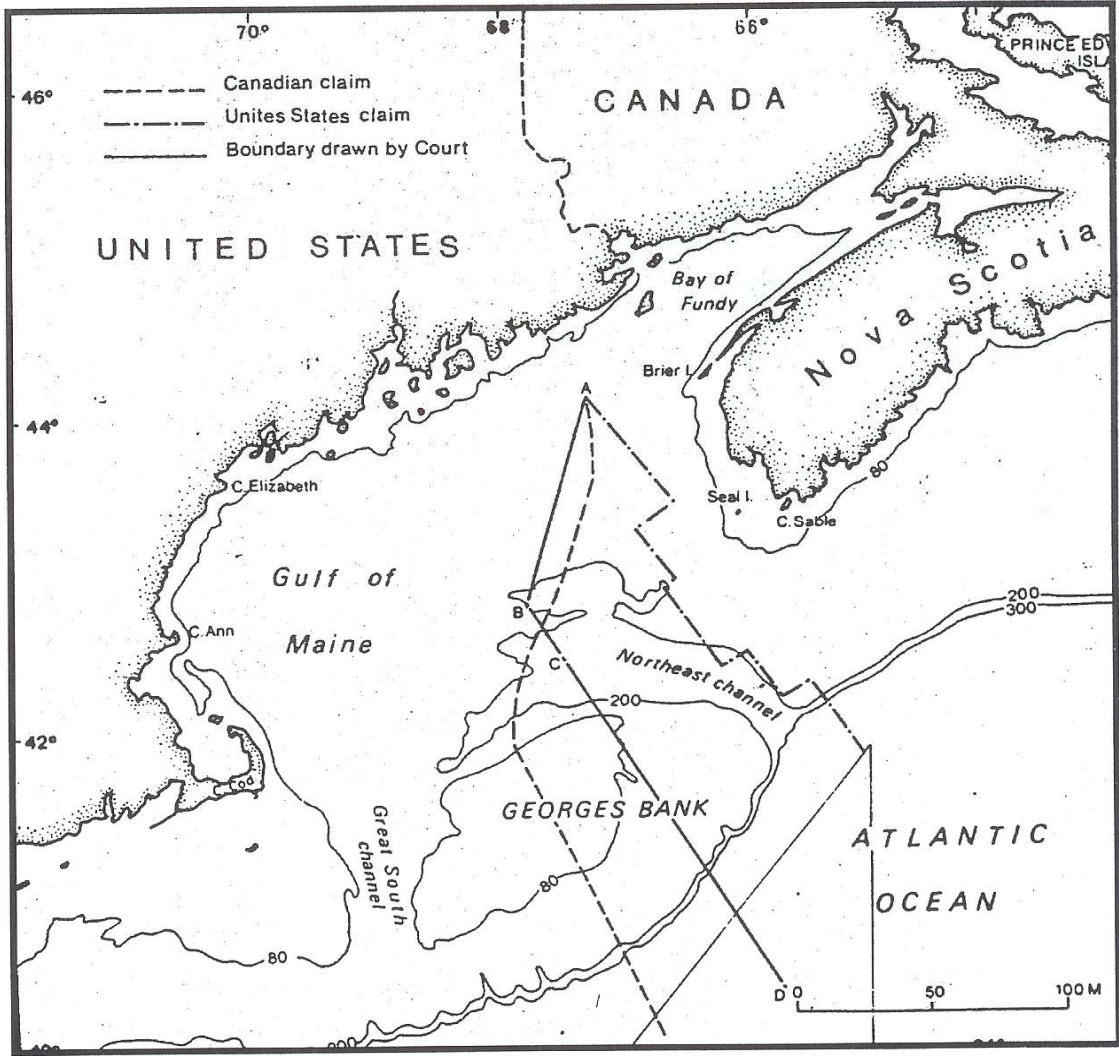 70°
68
66°
PRINCE ED
ISLA
46°
Canadian claim
Unites States claim
Boundary drawn by Court
CANADA
UNITED STATES
Bay of
Fundy
Nova Scotia
Brier I.
A
44°
80
C.Elizabeth
Seal I.
C.Sable
Gulf of
Maine
200
300
B
C.Ann
C
Northeast channel
200
42°
C.Cod
GEORGES BANK
Great South
channel
ATLANTIC
OCEAN
80
80
D
0 50 100 M